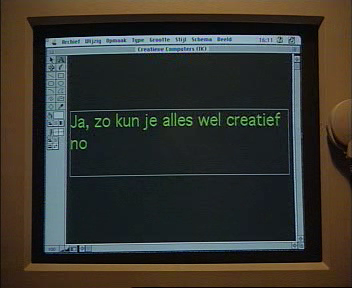 Archief Wijzig Opmaak Type Grootte Stijl Schema Beeld 16:11
Creatieve Computers (TK)
Ja, zo kun je alles wel creatief
no